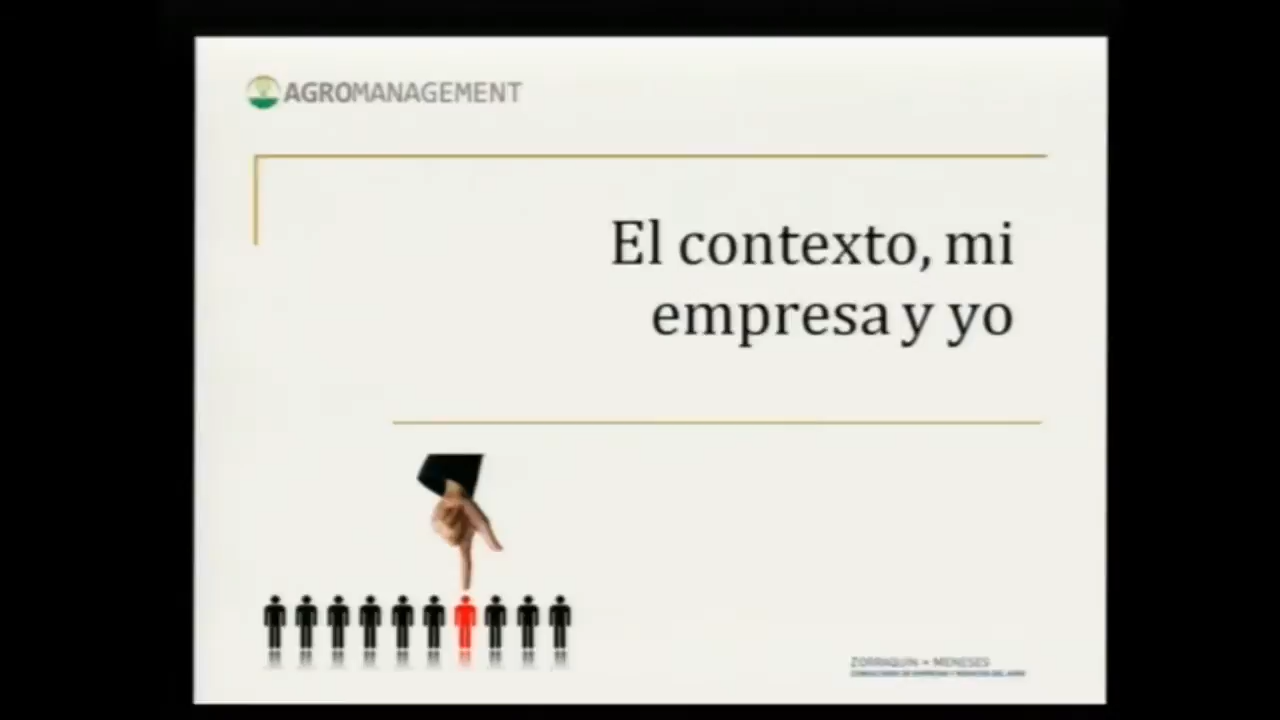 AGROMANAGEMENT
El contexto, mi
empresa y yo
ZORRAQUIN + MENESES